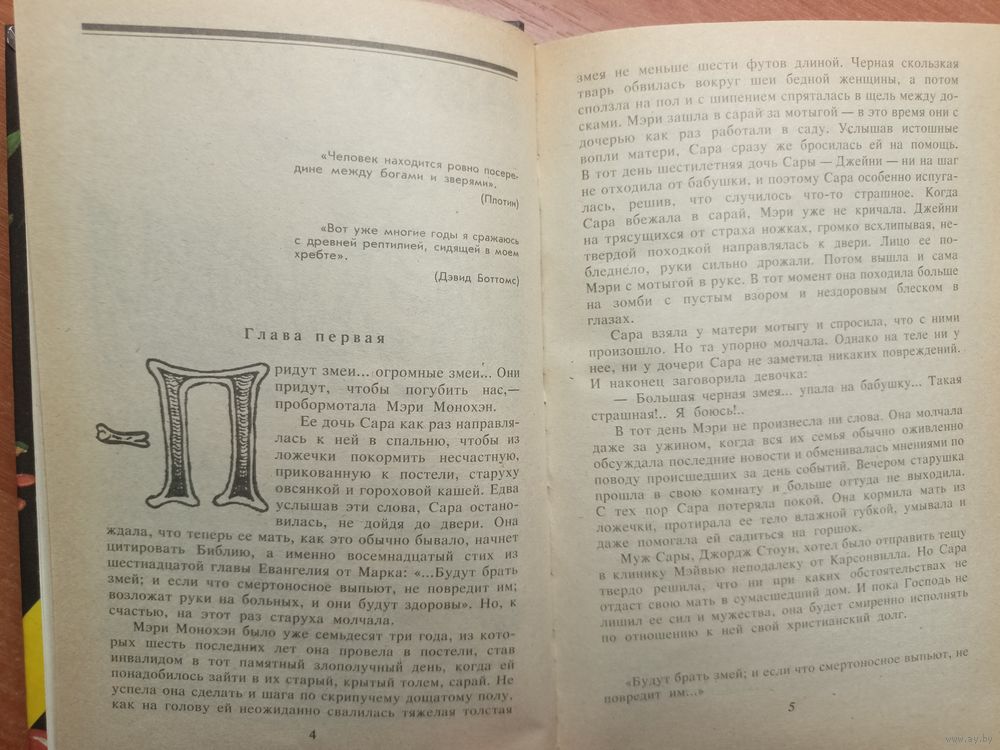 «Человек находится ровно посере-
дине между богами и зверями».
(Плотин)
«Вот уже многие годы я сражаюсь
с древней рептилией, сидящей в моем
хребте».
(Дэвид Боттомс)
Глава первая
–Придут змеи... огромные змеи... Они
придут, чтобы погубить нас,—
пробормотала Мэри Монохэн.
Ее дочь Сара как раз направля-
лась к ней в спальню, чтобы из
ложечки покормить несчастную,
прикованную к постели, старуху
овсянкой и гороховой кашей. Едва
услышав эти слова, Сара остано-
вилась, не дойдя до двери. Она
ждала, что теперь ее мать, как это обычно бывало, начнет
цитировать Библию, а именно восемнадцатый стих из
шестнадцатой главы Евангелия от Марка: «...Будут брать
змей; и если что смертоносное выпьют, не повредит им;
возложат руки на больных, и они будут здоровы». Но, к
счастью, на этот раз старуха молчала.
Мэри Монохэн было уже семьдесят три года, из кото-
рых шесть последних лет она провела в постели, став
инвалидом в тот памятный злополучный день, когда ей
понадобилось зайти в их старый, крытый толем, сарай. Не
успела она сделать и шага по скрипучему дощатому полу,
как на голову ей неожиданно свалилась тяжелая толстая
4
змея не меньше шести футов длиной. Черная скользкая
тварь обвилась вокруг шеи бедной женщины, а потом
сползла на пол и с шипением спряталась в щель между до-
сками. Мэри зашла в сарай за мотыгой — в это время они с
дочерью как раз работали в саду. Услышав истошные
вопли матери, Сара сразу же бросилась ей на помощь.
В тот день шестилетняя дочь Сары — Джейни — ни на шаг
не отходила от бабушки, и поэтому Сара особенно испуга-
лась, решив, что случилось что-то страшное. Когда
Сара вбежала в сарай, Мэри уже не кричала. Джейни
на трясущихся от страха ножках, громко всхлипывая, не-
твердой походкой направлялась к двери. Лицо ее по-
бледнело, руки сильно дрожали. Потом вышла и сама
Мэри с мотыгой в руке. В тот момент она походила больше
на зомби с пустым взором и нездоровым блеском в
глазах.
Сара взяла у матери мотыгу и спросила, что с ними
произошло. Но та упорно молчала. Однако на теле ни у
нее, ни у дочери Сара не заметила никаких повреждений.
И наконец заговорила девочка:
— Большая черная змея... упала на бабушку... Такая
страшная!.. Я боюсь!..
В тот день Мэри не произнесла ни слова. Она молчала
даже за ужином, когда вся их семья обычно оживленно
обсуждала последние новости и обменивалась мнениями по
поводу происшедших за день событий. Вечером старушка
прошла в свою комнату и больше оттуда не выходила.
С тех пор Сара потеряла покой. Она кормила мать из
ложечки, протирала ее тело влажной губкой, умывала и
даже помогала ей садиться на горшок.
Муж Сары, Джордж Стоун, хотел было отправить тещу
в клинику Мэйвью неподалеку от Карсонвилла. Но Сара
твердо решила, что ни при каких обстоятельствах не
отдаст свою мать в сумасшедший дом. И пока Господь не
лишил ее сил и мужества, она будет смиренно исполнять
по отношению к ней свой христианский долг.
«Будут брать змей; и если что смертоносное выпьют, не
повредит им...»
5
www.ay.by